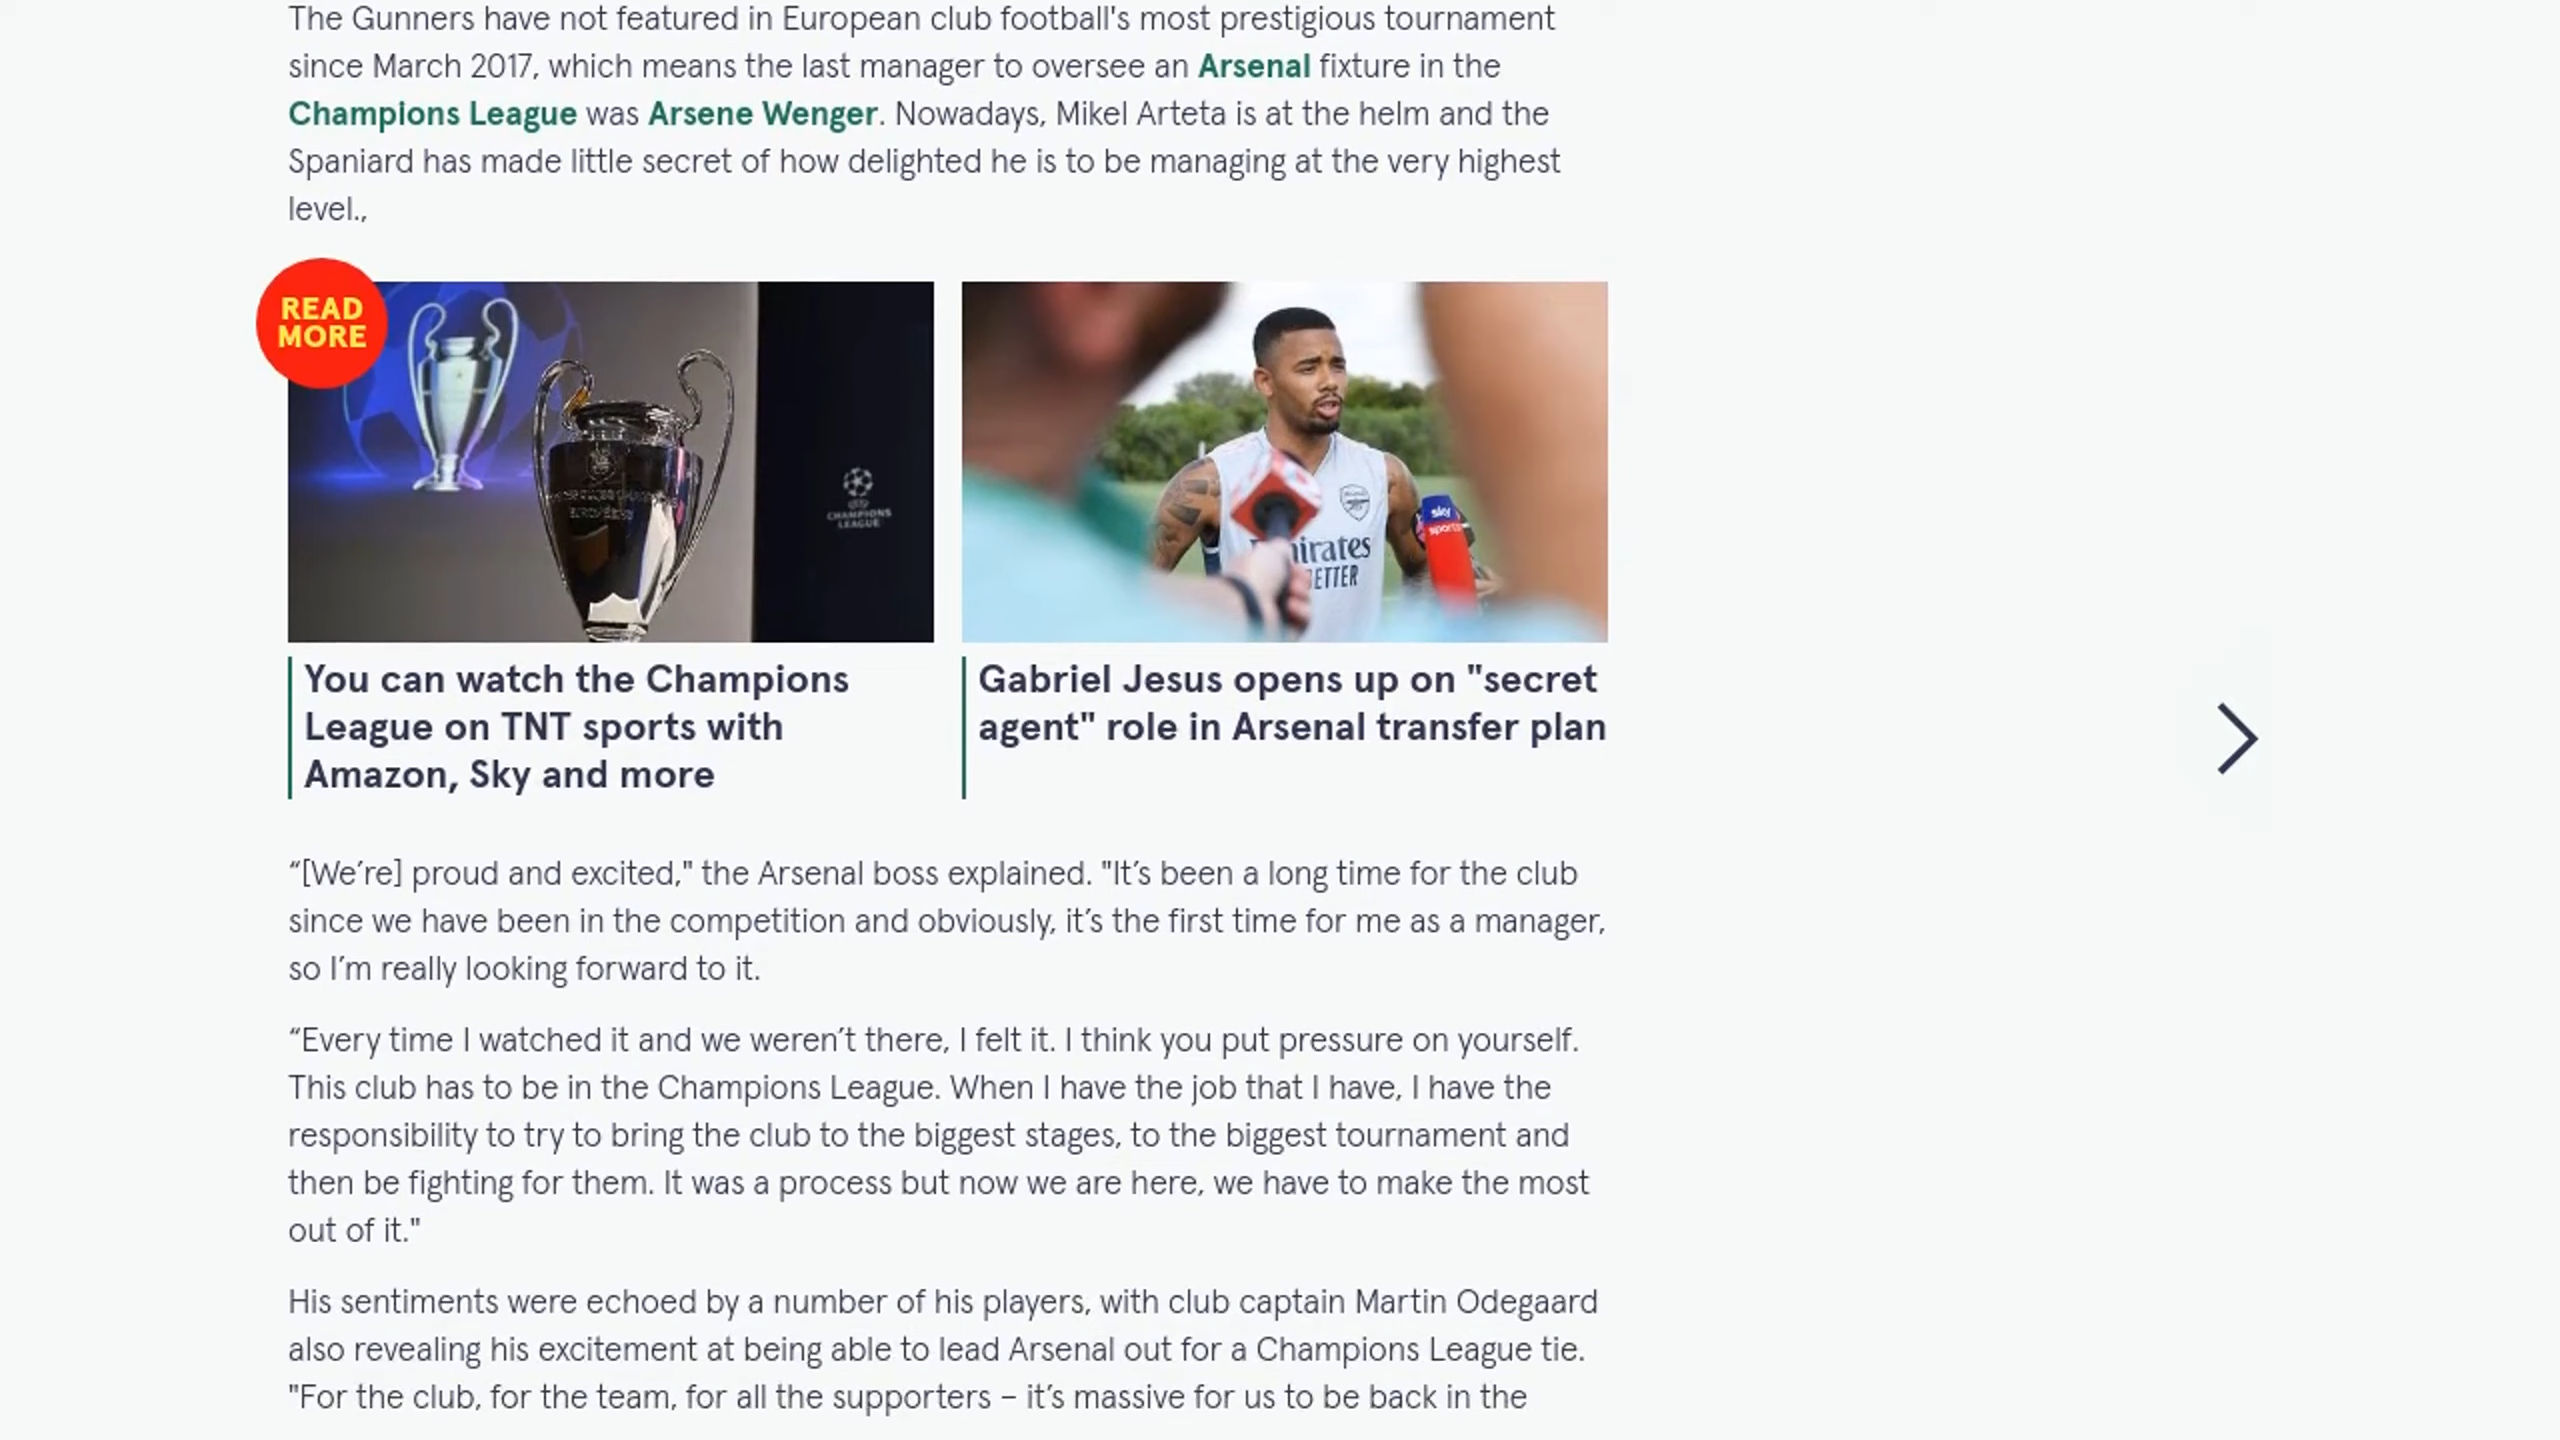 The Gunners have not featured in European club football's most prestigious tournament
since March 2017, which means the last manager to oversee an Arsenal fixture in the
Champions League was Arsene Wenger. Nowadays, Mikel Arteta is at the helm and the
Spaniard has made little secret of how delighted he is to be managing at the very highest
level.,
READ
MORE
CHAMPIONS
LEAGUE
sky
sports
mirates
ETTER
You can watch the Champions
League on TNT sports with
Amazon, Sky and more
Gabriel Jesus opens up on "secret
agent" role in Arsenal transfer plan
“[We’re] proud and excited," the Arsenal boss explained. "It’s been a long time for the club
since we have been in the competition and obviously, it’s the first time for me as a manager,
so I’m really looking forward to it.
“Every time I watched it and we weren’t there, I felt it. I think you put pressure on yourself.
This club has to be in the Champions League. When I have the job that I have, I have the
responsibility to try to bring the club to the biggest stages, to the biggest tournament and
then be fighting for them. It was a process but now we are here, we have to make the most
out of it."
His sentiments were echoed by a number of his players, with club captain Martin Odegaard
also revealing his excitement at being able to lead Arsenal out for a Champions League tie.
"For the club, for the team, for all the supporters – it’s massive for us to be back in the